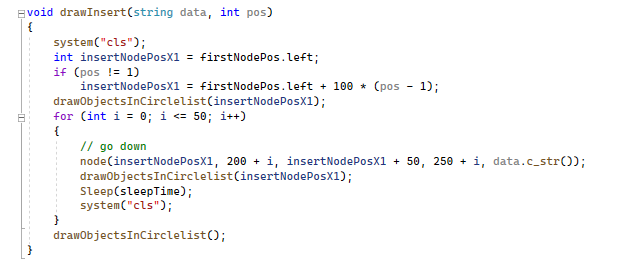 void drawInsert(string data, int pos)
{
    system("cls");
    int insertNodePosX1 = firstNodePos.left;
    if (pos != 1)
        insertNodePosX1 = firstNodePos.left + 100 * (pos - 1);
    drawObjectsInCirclelist(insertNodePosX1);
    for (int i = 0; i <= 50; i++)
    {
        // go down
        node(insertNodePosX1, 200 + i, insertNodePosX1 + 50, 250 + i, data.c_str());
        drawObjectsInCirclelist(insertNodePosX1);
        Sleep(sleepTime);
        system("cls");
    }
    drawObjectsInCirclelist();
}